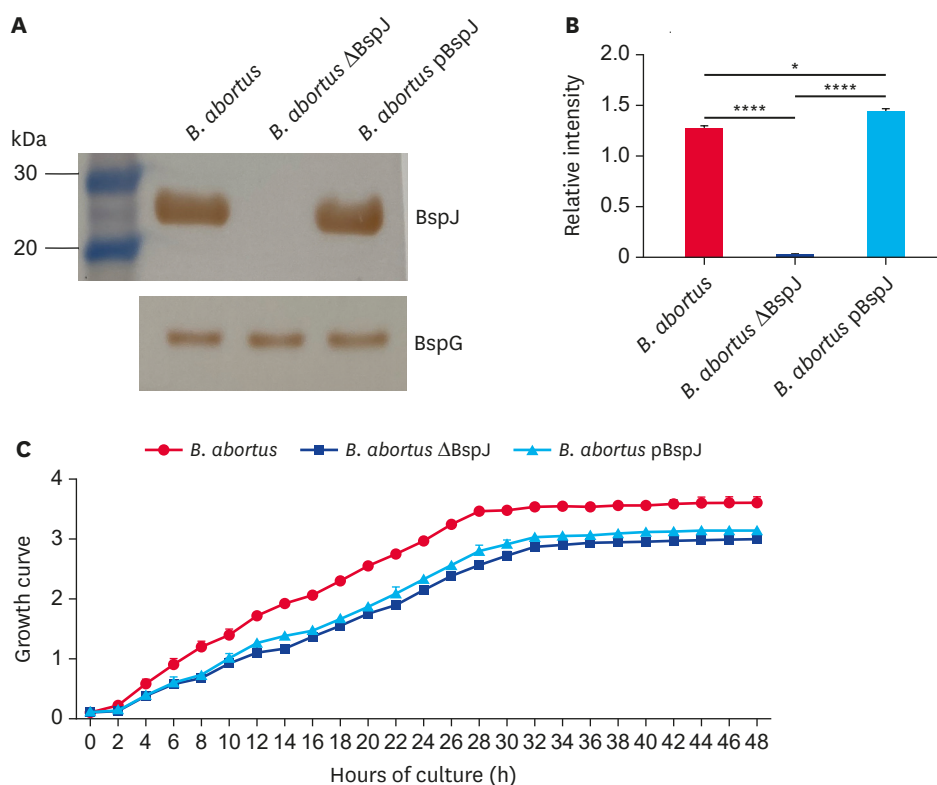 A
B. abortus
B. abortus ΔBspJ
B. abortus pBspJ
kDa
30
20
BspJ
BspG
B
2.0
1.5
1.0
0.5
0
Relative intensity
*
****
****
B. abortus
B. abortus ΔBspJ
B. abortus pBspJ
C
B. abortus B. abortus ΔBspJ B. abortus pBspJ
4
3
2
1
0
Growth curve
0 2 4 6 8 10 12 14 16 18 20 22 24 26 28 30 32 34 36 38 40 42 44 46 48
Hours of culture (h)